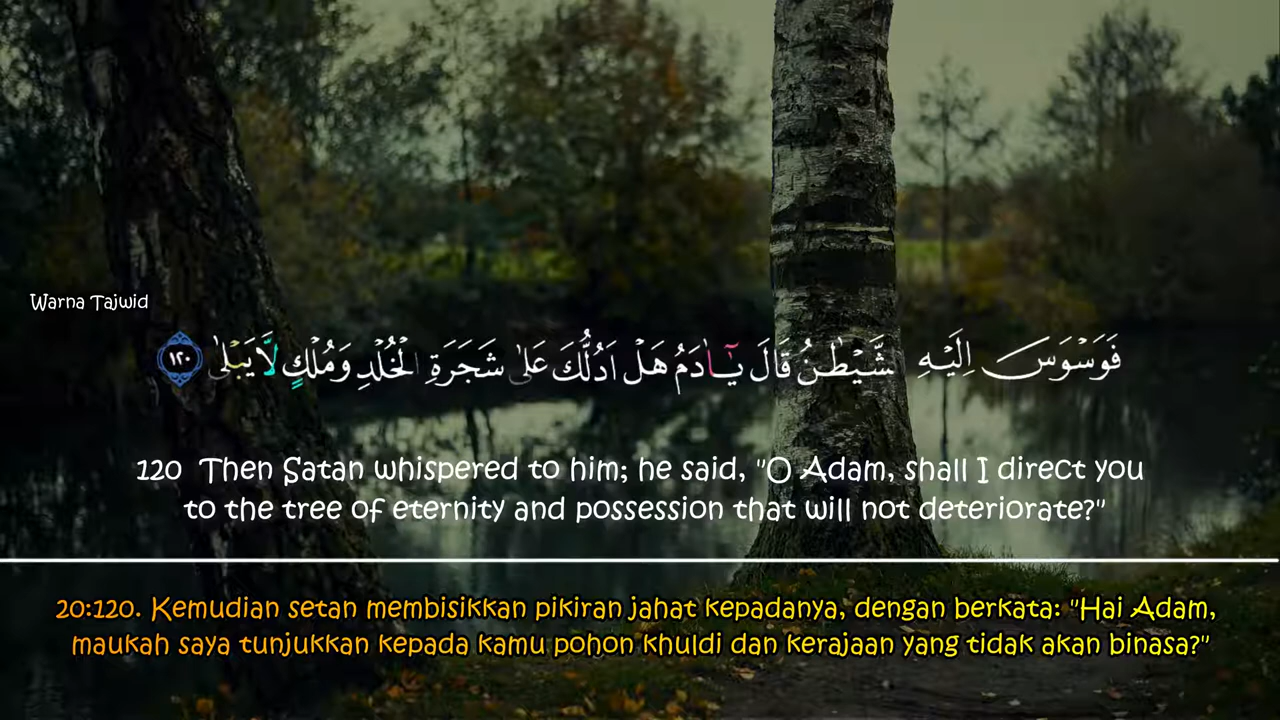 Warna Tajwid
فَوَسْوَسَ اِلَيْهِ شَّيْطٰنُ قَالَ يٰٓاٰدَمُ هَلْ اَدُلُّكَ عَلٰى شَجَرَةِ الْخُلْدِ وَمُلْكٍ لَّا يَبْلٰى ١٢٠
120 Then Satan whispered to him; he said, "O Adam, shall I direct you
to the tree of eternity and possession that will not deteriorate?"
20:120. Kemudian setan membisikkan pikiran jahat kepadanya, dengan berkata: "Hai Adam,
maukah saya tunjukkan kepada kamu pohon khuldi dan kerajaan yang tidak akan binasa?"